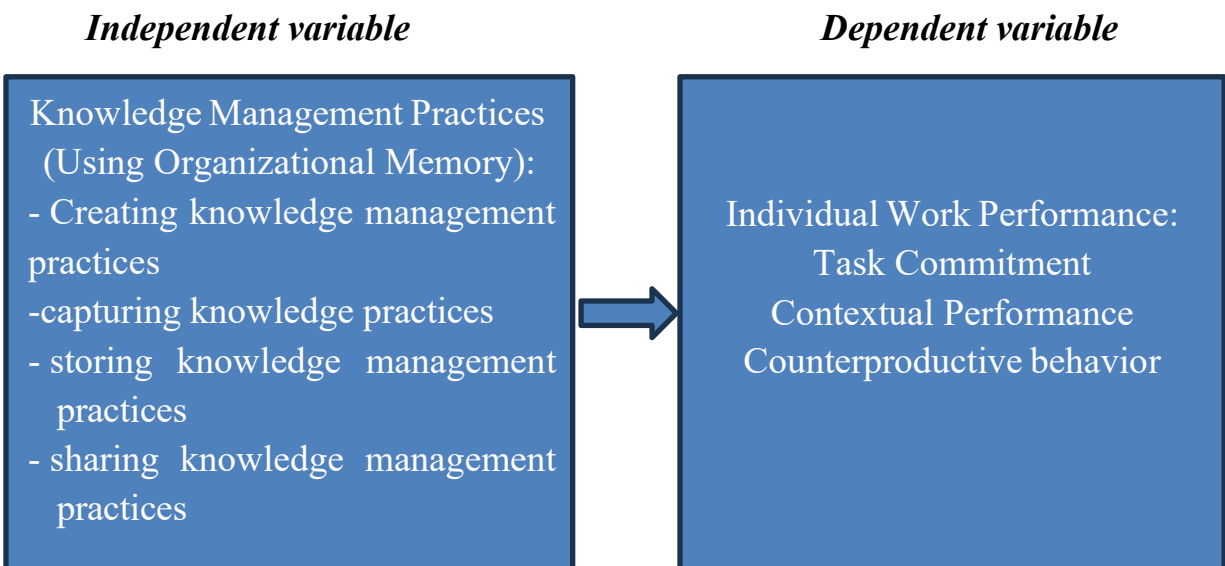 Independent variable
Dependent variable
Knowledge Management Practices
(Using Organizational Memory):
- Creating knowledge management
practices
-capturing knowledge practices
- storing knowledge management
practices
- sharing knowledge management
practices
Individual Work Performance:
Task Commitment
Contextual Performance
Counterproductive behavior